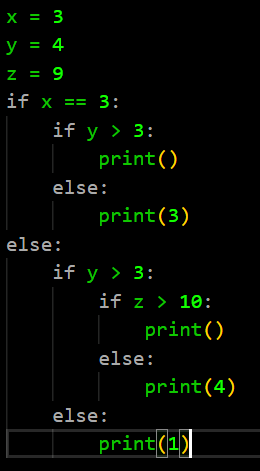 x = 3
y = 4
z = 9
if x == 3:
    if y > 3:
        print()
    else:
        print(3)
else:
    if y > 3:
        if z > 10:
            print()
        else:
            print(4)
    else:
        print(1)